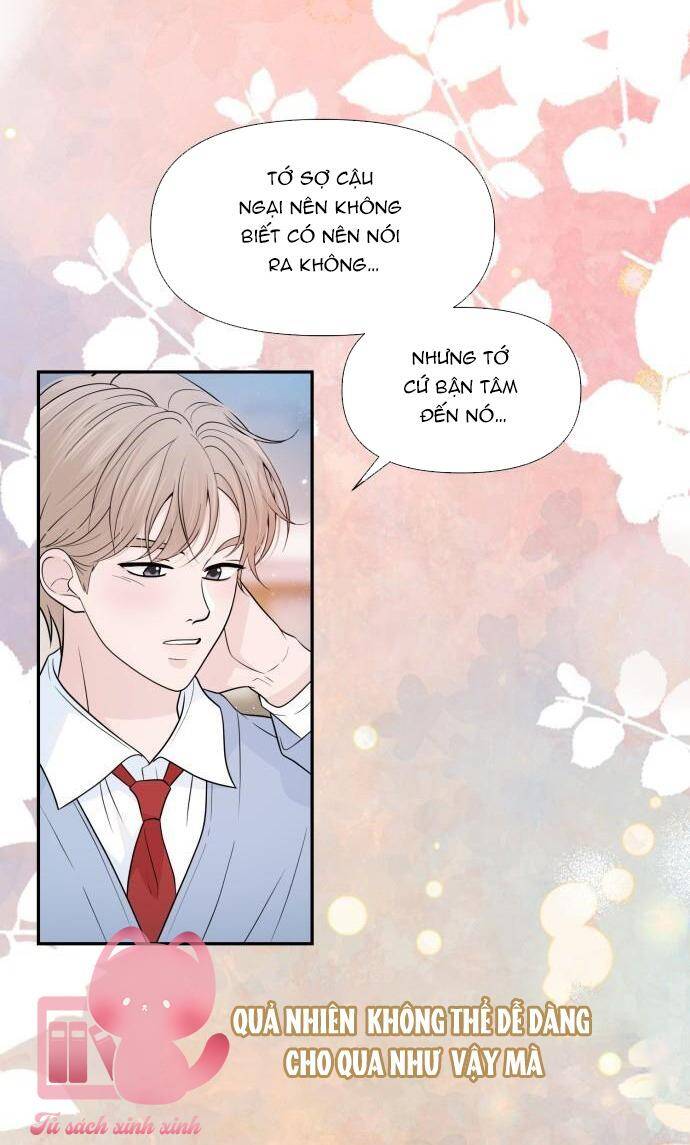 TỚ SỢ CẬU
NGẠI NÊN KHÔNG
BIẾT CÓ NÊN NÓI
RA KHÔNG...
NHƯNG TỚ
CỨ BẬN TÂM
ĐẾN NÓ...
QUẢ NHIÊN KHÔNG THỂ DỄ DÀNG
CHO QUA NHƯ VẬY MÀ
Tủ sách xinh xinh